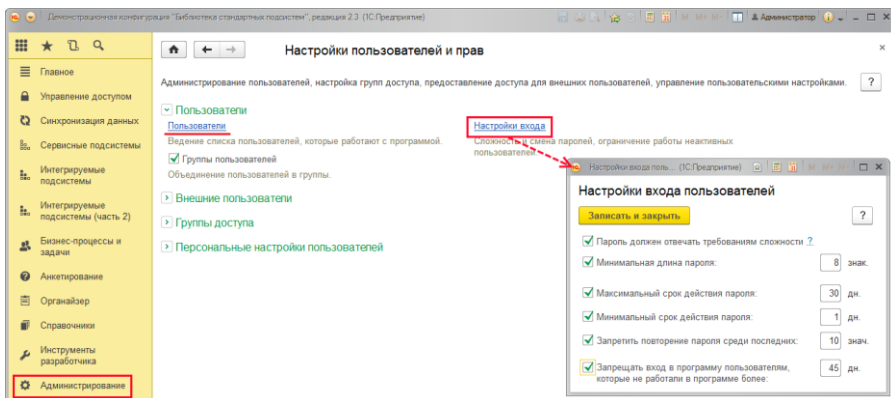 Демонстрационная конфигурация "Библиотека стандартных подсистем", редакция 2.3. (1С:Предприятие)
M M+ M-
Администратор
Настройки пользователей и прав
Администрирование пользователей, настройка групп доступа, предоставление доступа для внешних пользователей, управление пользовательскими настройками.
?
Главное
Управление доступом
Синхронизация данных
Сервисные подсистемы
Интегрируемые
подсистемы
Интегрируемые
подсистемы (часть 2)
Бизнес-процессы и
задачи
Анкетирование
Органайзер
Справочники
Инструменты
разработчика
Администрирование
Пользователи
Пользователи
Ведение списка пользователей, которые работают с программой.
Группы пользователей
Объединение пользователей в группы.
Внешние пользователи
Группы доступа
Персональные настройки пользователей
Настройки входа
Сложность и смена паролей, ограничение работы неактивных
пользователей.
Настройки входа поль... (1С:Предприятие)
M M+ M-
Настройки входа пользователей
Записать и закрыть
?
Пароль должен отвечать требованиям сложности ?
Минимальная длина пароля: 8 знак.
Максимальный срок действия пароля: 30 дн.
Минимальный срок действия пароля: 1 дн.
Запретить повторение пароля среди последних: 10 знач.
Запрещать вход в программу пользователям, 45 дн.
которые не работали в программе более: